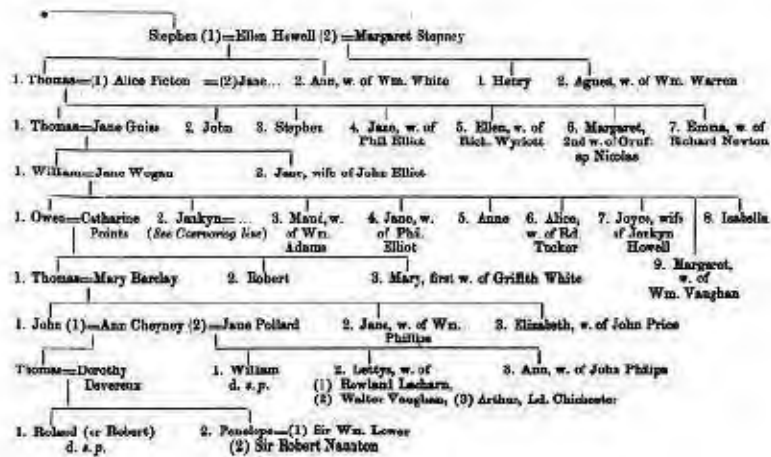 Stephen (1)=Ellen Howell (2)=Margaret Stepney
1. Thomas=(1) Alice Picton =(2)Jane... 2. Ann, w. of Wm. White 1. Henry 2. Agnes, w. of Wm. Warren
1. Thomas=Jane Guise 2. John 3. Stephen 4. Jane, w. of Phil Elliot 5. Ellen, w. of Rich. Wyriott 6. Margaret, 2nd w. of Gruf: ap Nicolas 7. Emma, w. of Richard Newton
1. William=Jane Wogan 2. Jane, wife of John Elliot
1. Owen=Catharine Points 2. Jankyn=... (See Coernarvog line) 3. Maud, w. of Wm. Adams 4. Jane, w. of Phil. Elliot 5. Anne 6. Alice, w. of Rd. Tucker 7. Joyce, wife of Jenkyn Howell 8. Isabella
9. Margaret, w. of Wm. Vaughan
1. Thomas=Mary Barclay 2. Robert 3. Mary, first w. of Griffith White
1. John (1)=Ann Cheyney (2)=Jane Pollard 2. Jane, w. of Wm. Phillips 3. Elizabeth, w. of John Price
Thomas=Dorothy Devereux 1. William d. s. p. 2. Lettys, w. of 3. Ann, w. of John Philips
(1) Rowland Lacharn,
(2) Walter Vaughan, (3) Arthur, Ld. Chichester
1. Roland (or Robert) d. s. p. 2. Penelope=(1) Sir Wm. Lower
(2) Sir Robert Naunton